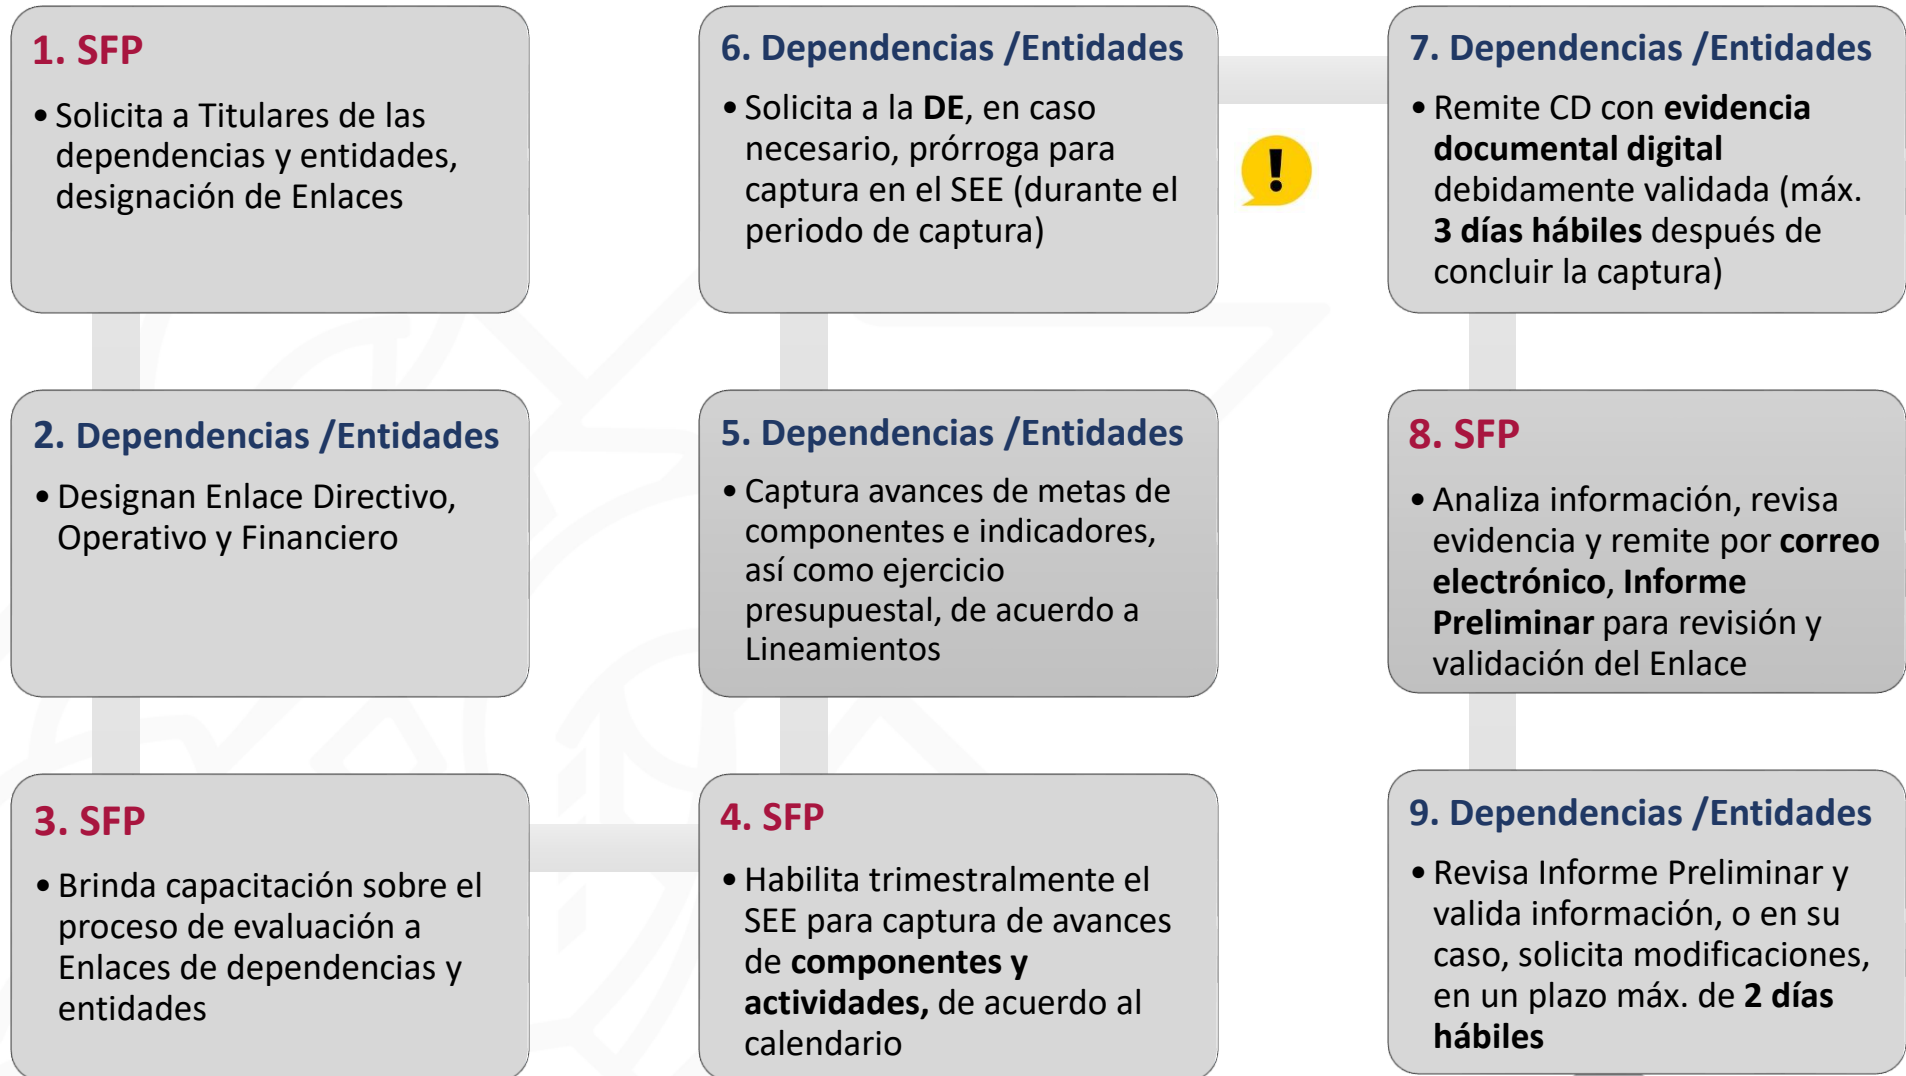 1. SFP
• Solicita a Titulares de las
dependencias y entidades,
designación de Enlaces
2. Dependencias /Entidades
• Designan Enlace Directivo,
Operativo y Financiero
3. SFP
• Brinda capacitación sobre el
proceso de evaluación a
Enlaces de dependencias y
entidades
4. SFP
• Habilita trimestralmente el
SEE para captura de avances
de componentes y
actividades, de acuerdo al
calendario
5. Dependencias /Entidades
• Captura avances de metas de
componentes e indicadores,
así como ejercicio
presupuestal, de acuerdo a
Lineamientos
6. Dependencias /Entidades
• Solicita a la DE, en caso
necesario, prórroga para
captura en el SEE (durante el
periodo de captura)
!
7. Dependencias /Entidades
• Remite CD con evidencia
documental digital
debidamente validada (máx.
3 días hábiles después de
concluir la captura)
8. SFP
• Analiza información, revisa
evidencia y remite por correo
electrónico, Informe
Preliminar para revisión y
validación del Enlace
9. Dependencias /Entidades
• Revisa Informe Preliminar y
valida información, o en su
caso, solicita modificaciones,
en un plazo máx. de 2 días
hábiles